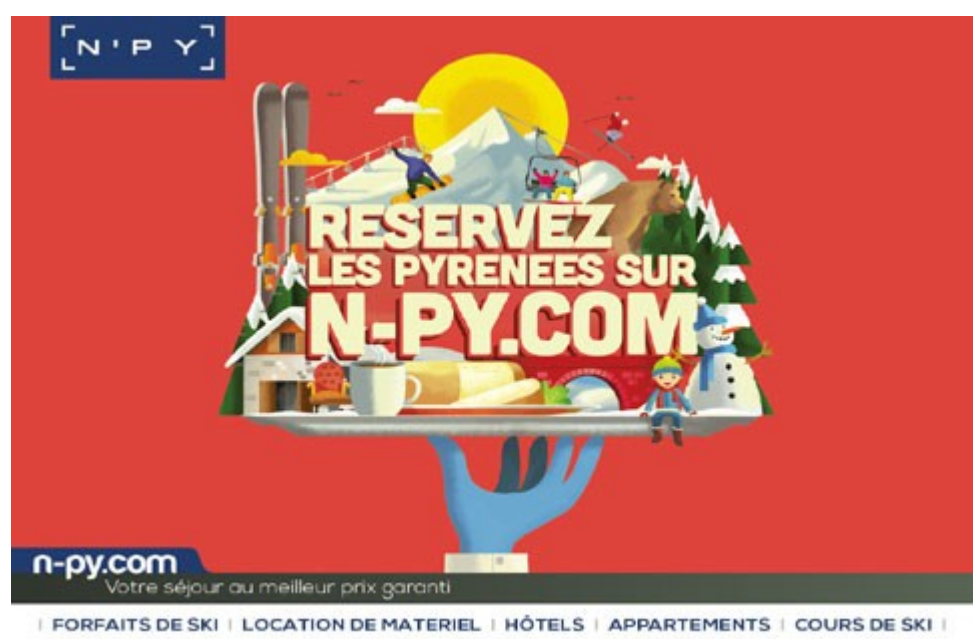 N'PY
RESERVEZ
LES PYRENEES SUR
N-PY.COM
n-py.com
Votre séjour au meilleur prix garanti
| FORFAITS DE SKI | LOCATION DE MATERIEL | HÔTELS | APPARTEMENTS | COURS DE SKI |